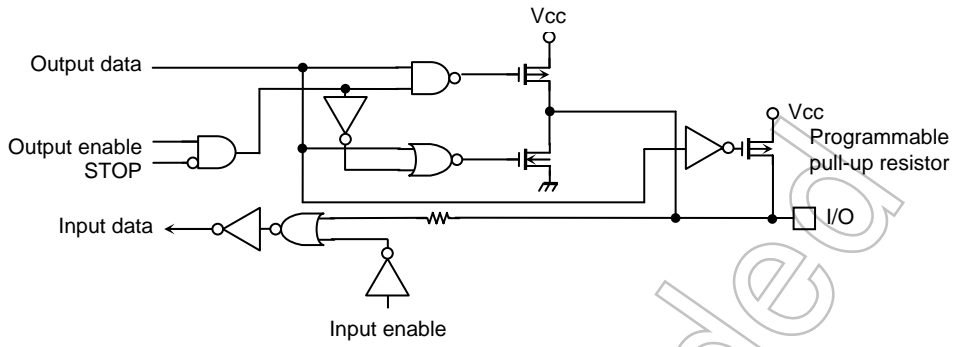 Vcc
Output data
Vcc
Programmable
pull-up resistor
Output enable
STOP
I/O
Input data
Input enable